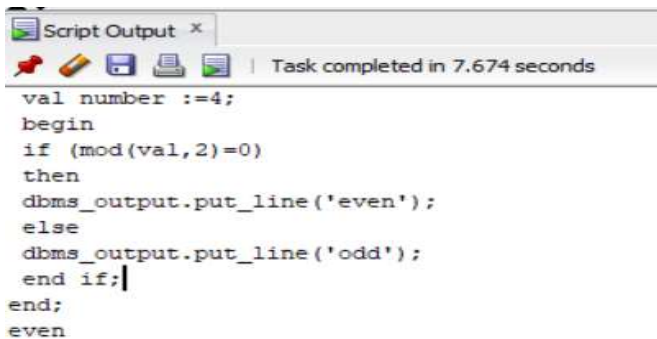 Script Output
Task completed in 7.674 seconds
val number :=4;
begin
if (mod(val,2)=0)
then
dbms_output.put_line('even');
else
dbms_output.put_line('odd');
end if;
end;
even